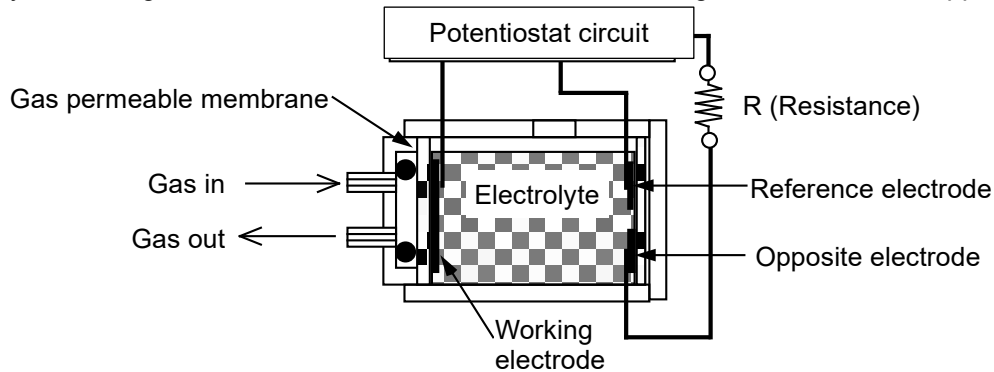 Potentiostat circuit
Gas permeable membrane
R (Resistance)
Gas in
Electrolyte
Reference electrode
Gas out
Opposite electrode
Working
electrode